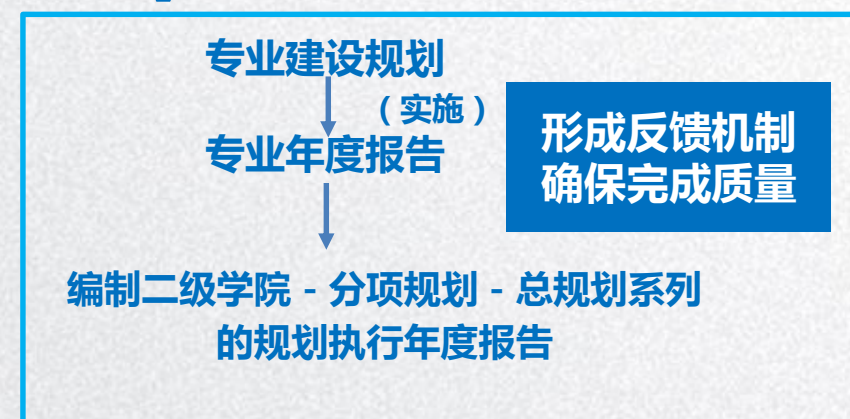 专业建设规划
（实施）
专业年度报告
形成反馈机制
确保完成质量
编制二级学院－分项规划－总规划系列
的规划执行年度报告